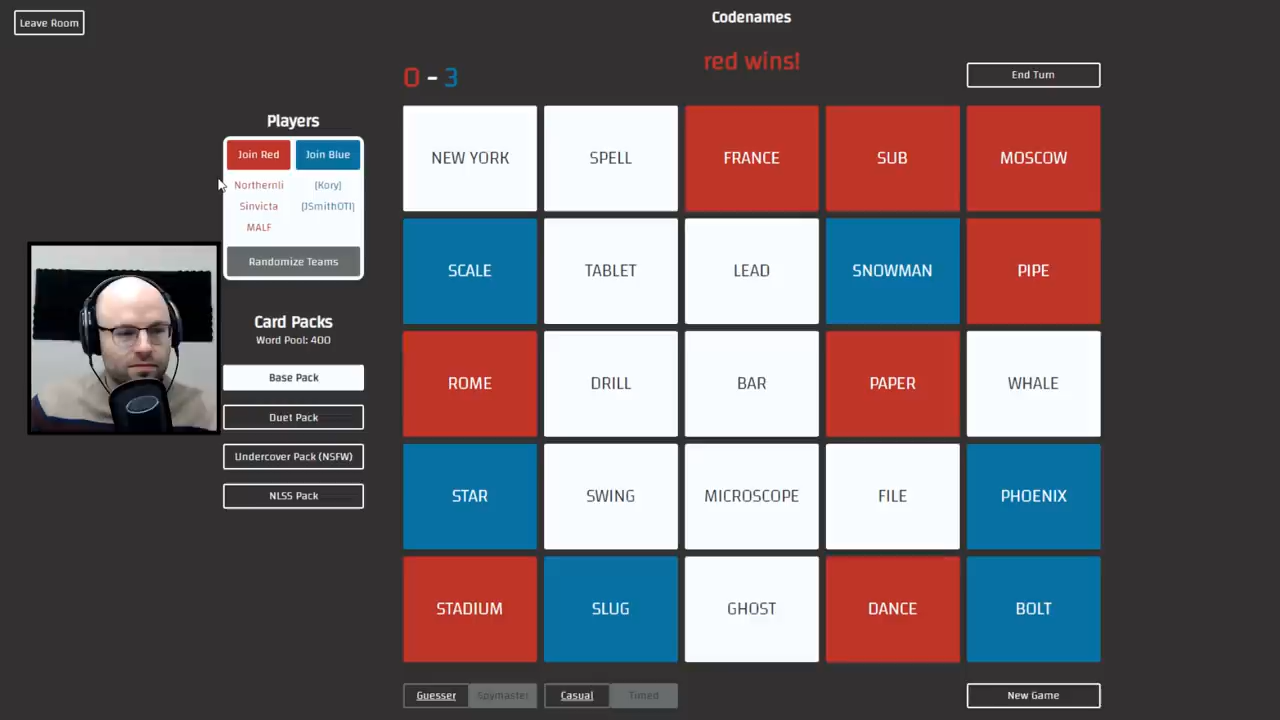 Leave Room
Codenames
red wins!
0 - 3
End Turn
Players
Join Red Join Blue
Northernli [Kory]
Sinvicta [JSmithOTI]
MALF
Randomize Teams
Card Packs
Word Pool: 400
Base Pack
Duet Pack
Undercover Pack (NSFW)
NLSS Pack
NEW YORK SPELL FRANCE SUB MOSCOW
SCALE TABLET LEAD SNOWMAN PIPE
ROME DRILL BAR PAPER WHALE
STAR SWING MICROSCOPE FILE PHOENIX
STADIUM SLUG GHOST DANCE BOLT
Guesser Spymaster Casual Timed
New Game